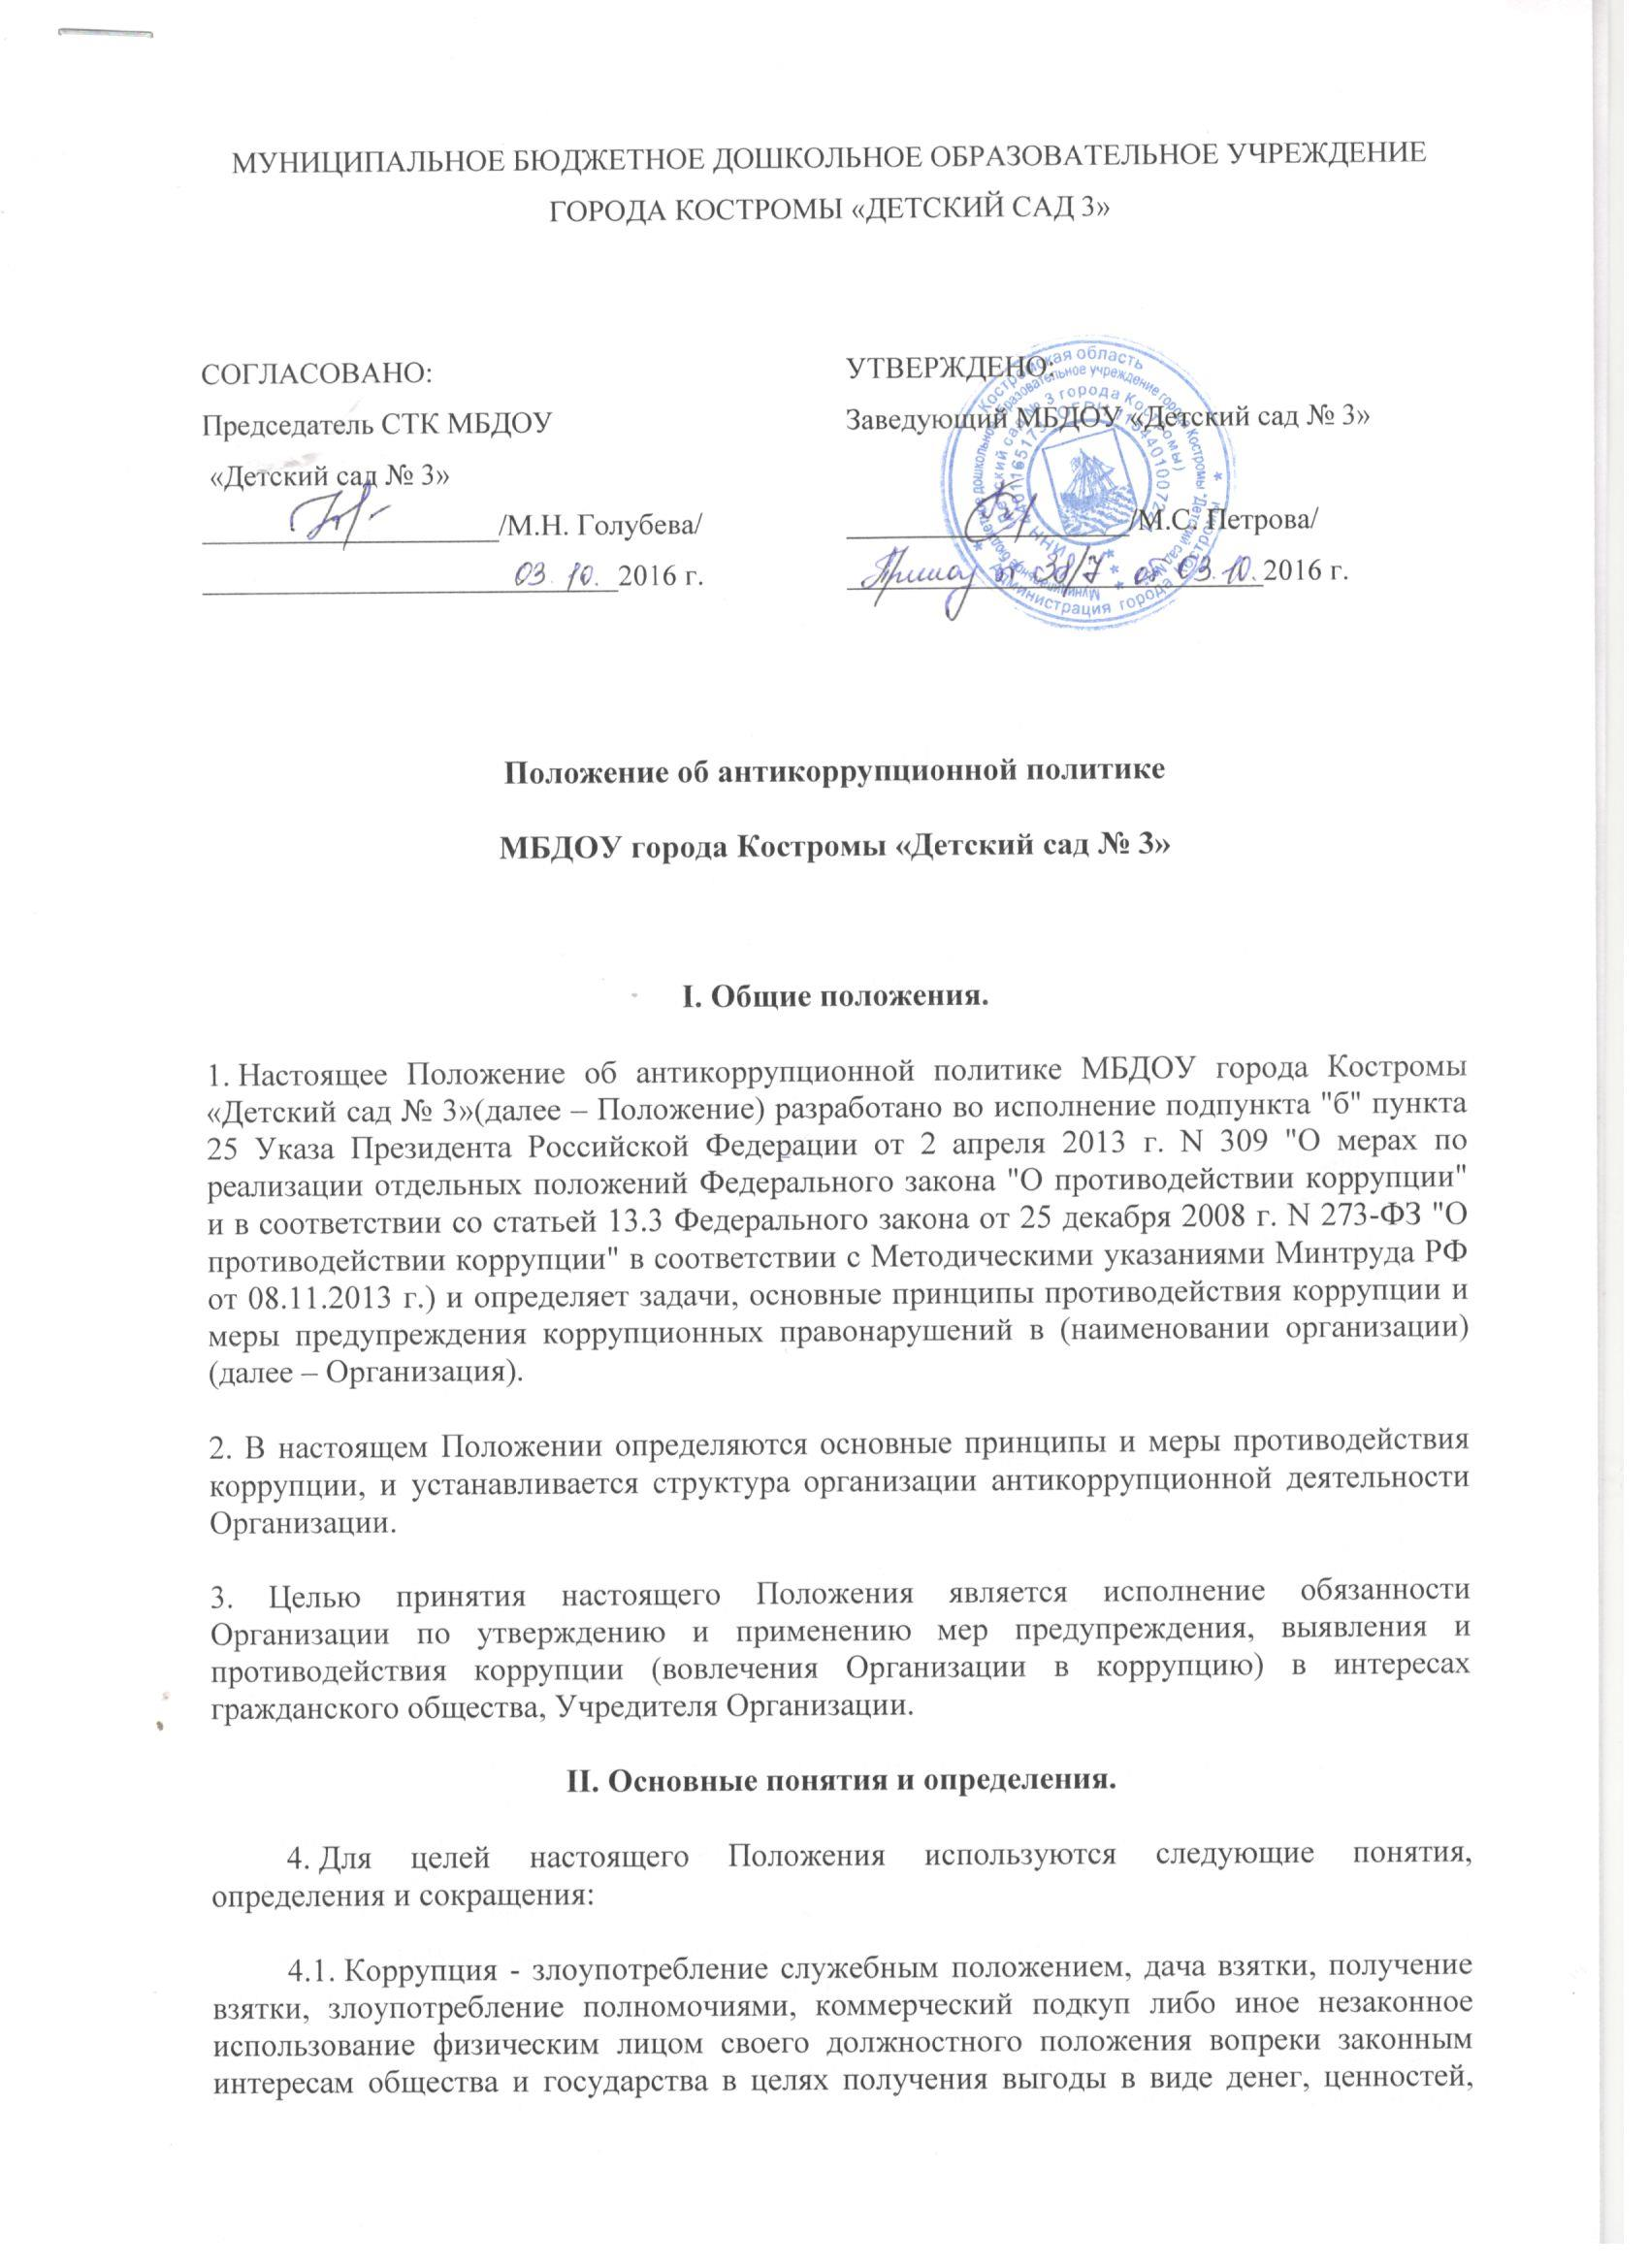 МУНИЦИПАЛЬНОЕ БЮДЖЕТНОЕ ДОШКОЛЬНОЕ ОБРАЗОВАТЕЛЬНОЕ УЧРЕЖДЕНИЕ
ГОРОДА КОСТРОМЫ «ДЕТСКИЙ САД 3»
СОГЛАСОВАНО:
Председатель СТК МБДОУ
«Детский сад № 3»
/М.Н. Голубева/
03. 10. 2016 г.
УТВЕРЖДЕНО:
Заведующий МБДОУ «Детский сад № 3»
/М.С. Петрова/
Приказ 38/7 от 03. 10. 2016 г.
Костромская область
Администрация города Костромы
Положение об антикоррупционной политике
МБДОУ города Костромы «Детский сад № 3»
I. Общие положения.
1. Настоящее Положение об антикоррупционной политике МБДОУ города Костромы
«Детский сад № 3»(далее – Положение) разработано во исполнение подпункта "б" пункта
25 Указа Президента Российской Федерации от 2 апреля 2013 г. N 309 "О мерах по
реализации отдельных положений Федерального закона "О противодействии коррупции"
и в соответствии со статьей 13.3 Федерального закона от 25 декабря 2008 г. N 273-ФЗ "О
противодействии коррупции" в соответствии с Методическими указаниями Минтруда РФ
от 08.11.2013 г.) и определяет задачи, основные принципы противодействия коррупции и
меры предупреждения коррупционных правонарушений в (наименовании организации)
(далее – Организация).
2. В настоящем Положении определяются основные принципы и меры противодействия
коррупции, и устанавливается структура организации антикоррупционной деятельности
Организации.
3. Целью принятия настоящего Положения является исполнение обязанности
Организации по утверждению и применению мер предупреждения, выявления и
противодействия коррупции (вовлечения Организации в коррупцию) в интересах
гражданского общества, Учредителя Организации.
II. Основные понятия и определения.
4. Для целей настоящего Положения используются следующие понятия,
определения и сокращения:
4.1. Коррупция - злоупотребление служебным положением, дача взятки, получение
взятки, злоупотребление полномочиями, коммерческий подкуп либо иное незаконное
использование физическим лицом своего должностного положения вопреки законным
интересам общества и государства в целях получения выгоды в виде денег, ценностей,